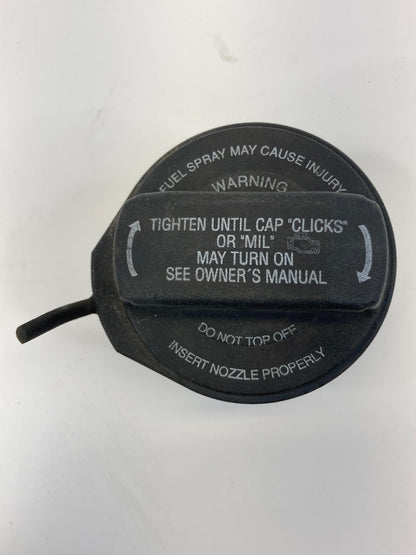 FUEL SPRAY MAY CAUSE INJURY
WARNING
TIGHTEN UNTIL CAP "CLICKS"
OR "MIL"
MAY TURN ON
SEE OWNER'S MANUAL
DO NOT TOP OFF
INSERT NOZZLE PROPERLY